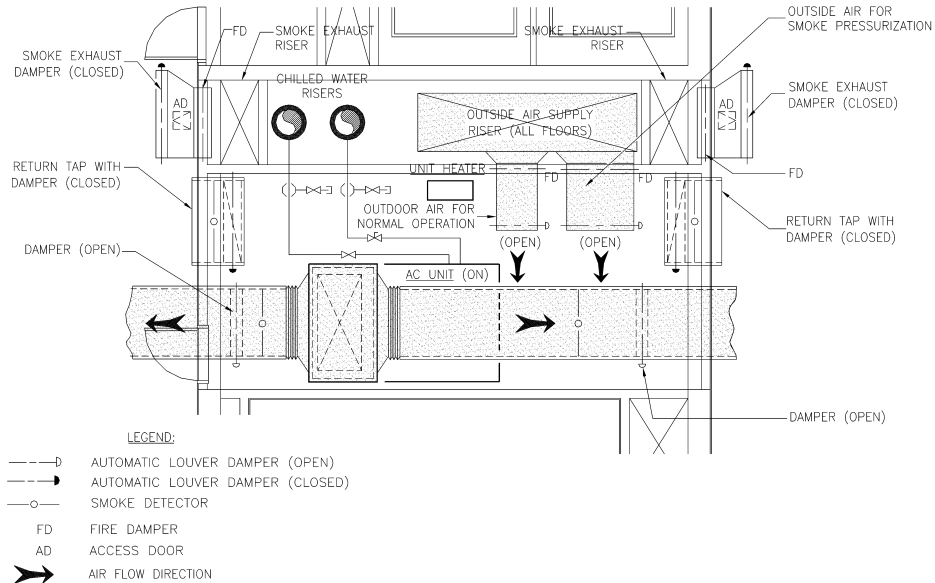 OUTSIDE AIR FOR
SMOKE PRESSURIZATION
FD
SMOKE EXHAUST
RISER
SMOKE EXHAUST
RISER
SMOKE EXHAUST
DAMPER (CLOSED)
CHILLED WATER
RISERS
AD
AD
SMOKE EXHAUST
DAMPER (CLOSED)
OUTSIDE AIR SUPPLY
RISER (ALL FLOORS)
RETURN TAP WITH
DAMPER (CLOSED)
UNIT HEATER
FD
FD
FD
OUTDOOR AIR FOR
NORMAL OPERATION
RETURN TAP WITH
DAMPER (CLOSED)
DAMPER (OPEN)
(OPEN)
(OPEN)
AC UNIT (ON)
DAMPER (OPEN)
LEGEND:
AUTOMATIC LOUVER DAMPER (OPEN)
AUTOMATIC LOUVER DAMPER (CLOSED)
SMOKE DETECTOR
FD FIRE DAMPER
AD ACCESS DOOR
AIR FLOW DIRECTION